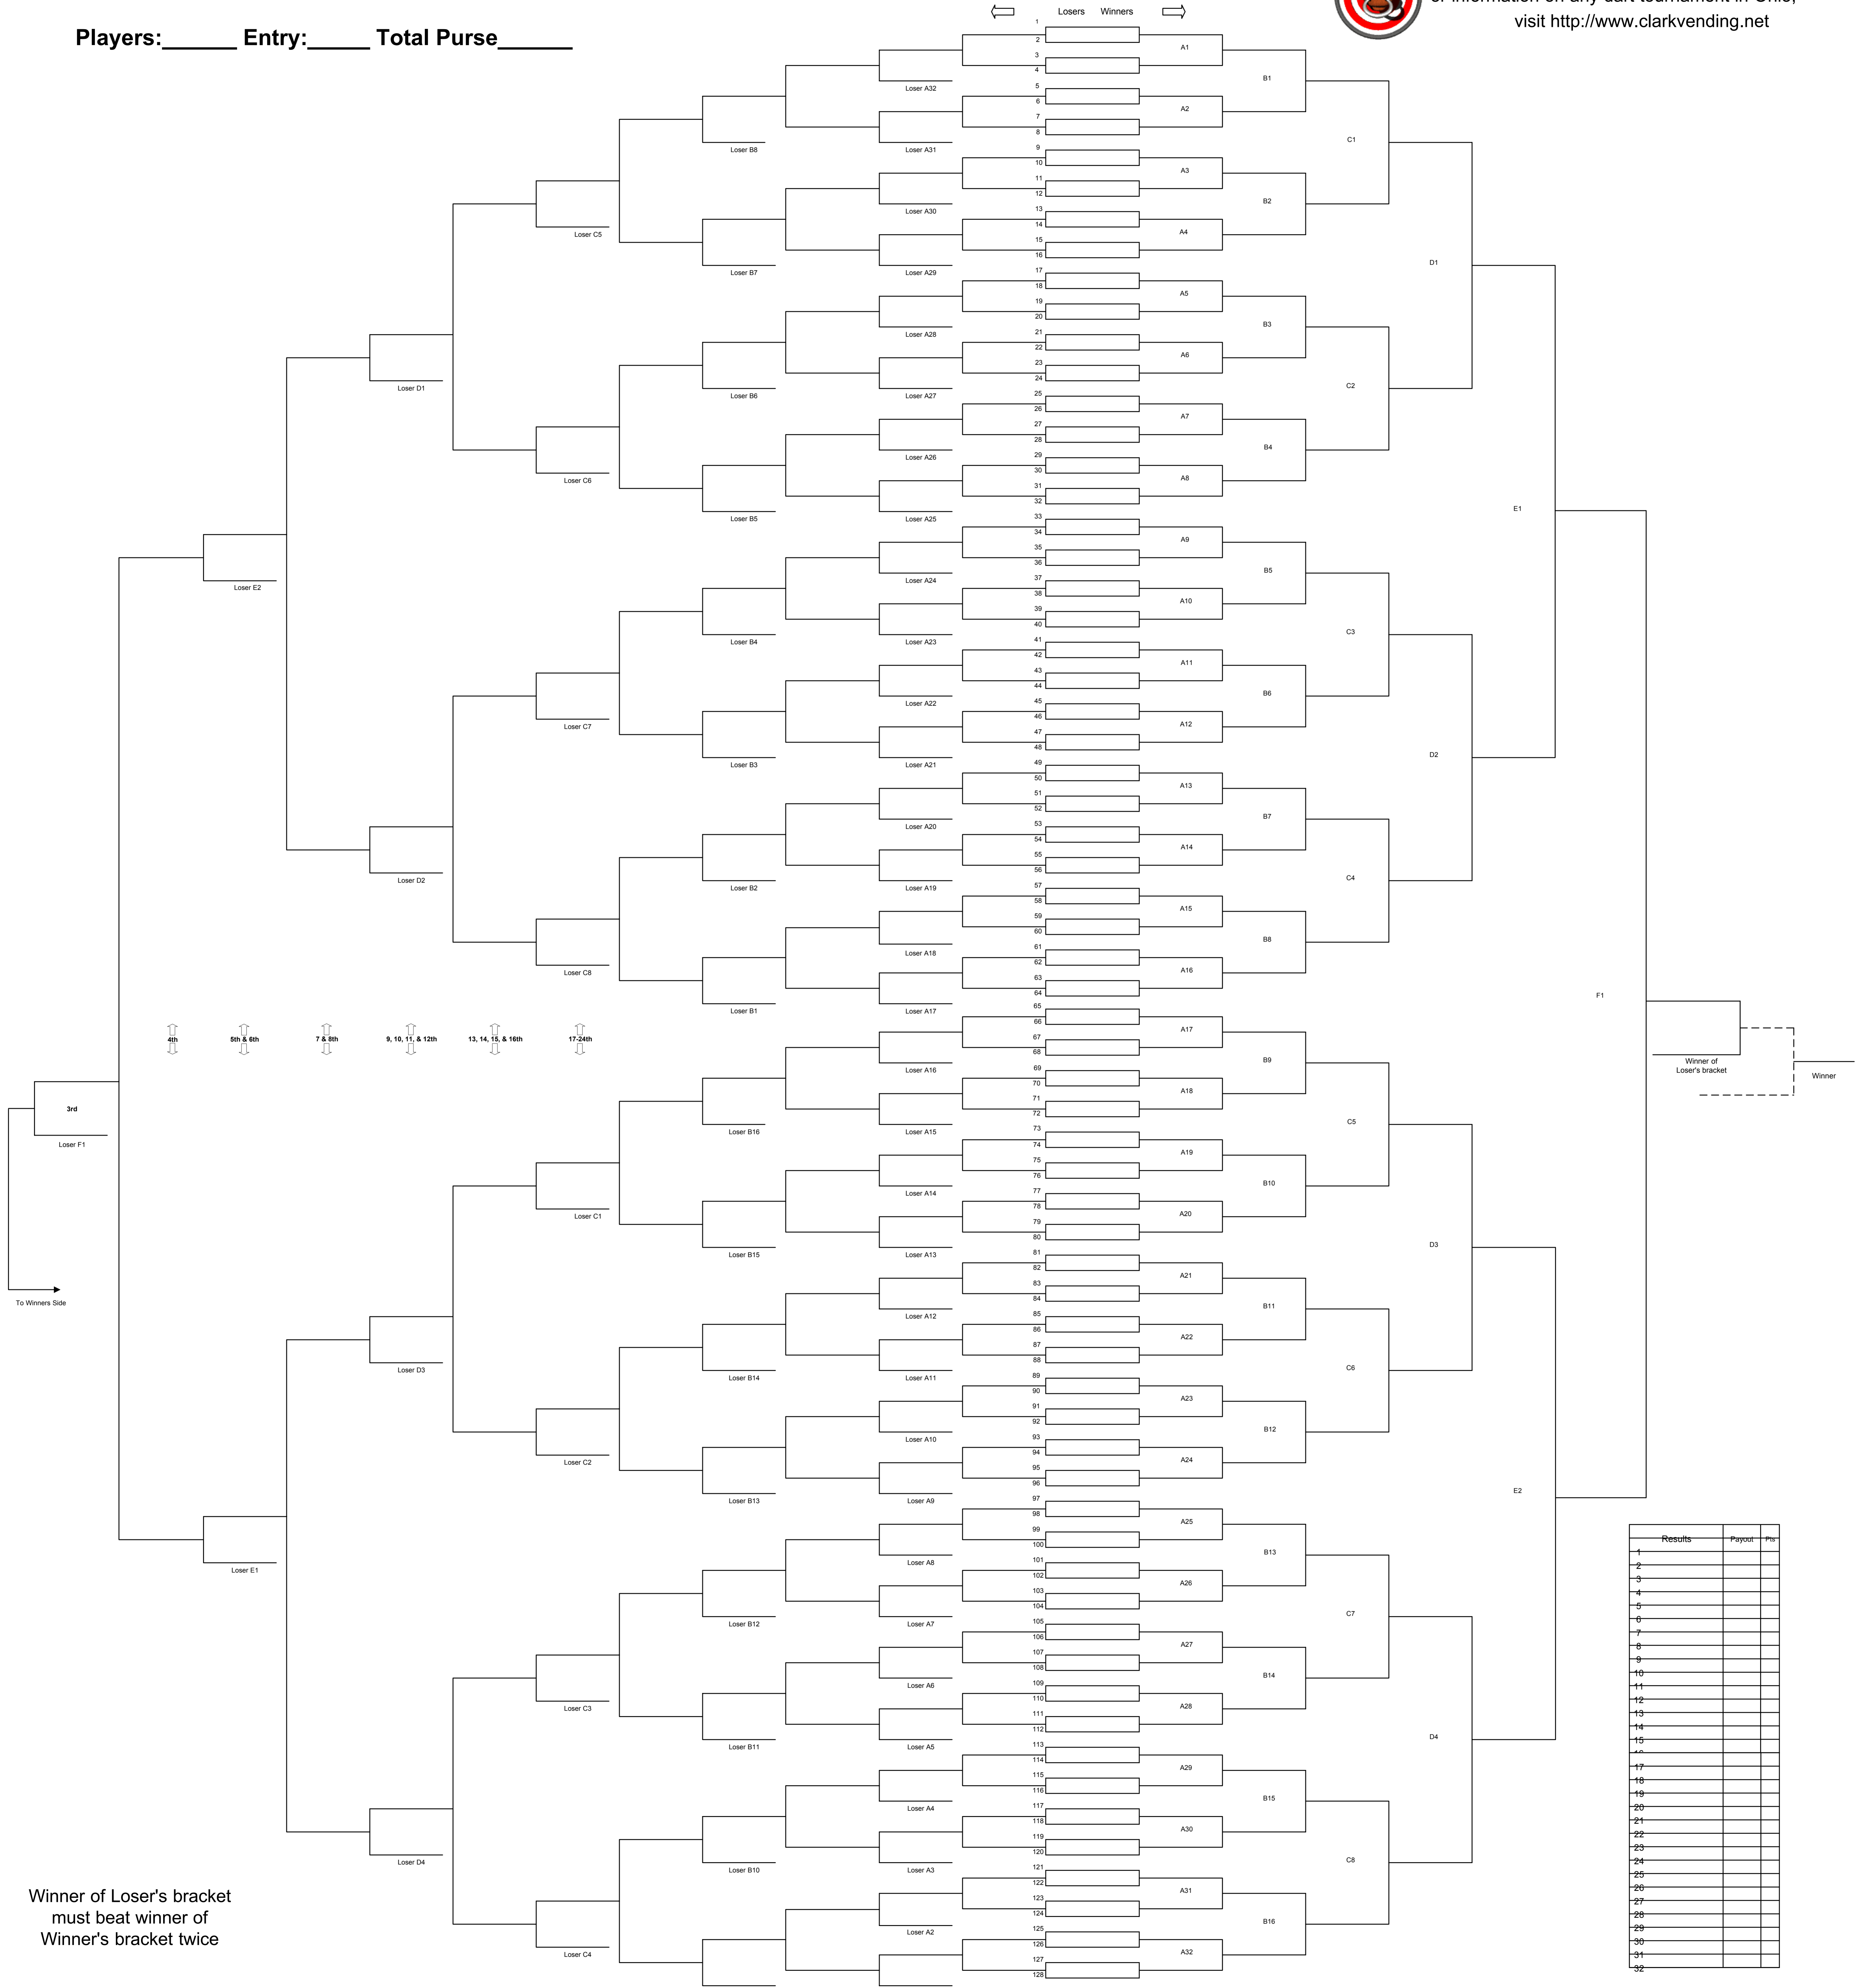 Losers Winners
or information on any dart tournament in Ohio,
visit http://www.clarkvending.net
Players:______ Entry:_____ Total Purse______
1
2
3
4
5
6
7
8
9
10
11
12
13
14
15
16
17
18
19
20
21
22
23
24
25
26
27
28
29
30
31
32
33
34
35
36
37
38
39
40
41
42
43
44
45
46
47
48
49
50
51
52
53
54
55
56
57
58
59
60
61
62
63
64
65
66
67
68
69
70
71
72
73
74
75
76
77
78
79
80
81
82
83
84
85
86
87
88
89
90
91
92
93
94
95
96
97
98
99
100
101
102
103
104
105
106
107
108
109
110
111
112
113
114
115
116
117
118
119
120
121
122
123
124
125
126
127
128
A1
A2
A3
A4
A5
A6
A7
A8
A9
A10
A11
A12
A13
A14
A15
A16
A17
A18
A19
A20
A21
A22
A23
A24
A25
A26
A27
A28
A29
A30
A31
A32
B1
B2
B3
B4
B5
B6
B7
B8
B9
B10
B11
B12
B13
B14
B15
B16
C1
C2
C3
C4
C5
C6
C7
C8
D1
D2
D3
D4
E1
E2
F1
Winner of
Loser's bracket
Winner
Loser A32
Loser A31
Loser A30
Loser A29
Loser A28
Loser A27
Loser A26
Loser A25
Loser A24
Loser A23
Loser A22
Loser A21
Loser A20
Loser A19
Loser A18
Loser A17
Loser A16
Loser A15
Loser A14
Loser A13
Loser A12
Loser A11
Loser A10
Loser A9
Loser A8
Loser A7
Loser A6
Loser A5
Loser A4
Loser A3
Loser A2
Loser B8
Loser B7
Loser B6
Loser B5
Loser B4
Loser B3
Loser B2
Loser B1
Loser B16
Loser B15
Loser B14
Loser B13
Loser B12
Loser B11
Loser B10
Loser C5
Loser C6
Loser C7
Loser C8
Loser C1
Loser C2
Loser C3
Loser C4
Loser D1
Loser D2
Loser D3
Loser D4
Loser E2
Loser E1
4th 5th & 6th 7 & 8th 9, 10, 11, & 12th 13, 14, 15, & 16th 17-24th
3rd
Loser F1
To Winners Side
Winner of Loser's bracket
must beat winner of
Winner's bracket twice
Results Payout Pts
1
2
3
4
5
6
7
8
9
10
11
12
13
14
15
17
18
19
20
21
22
23
24
25
26
27
28
29
30
31
32